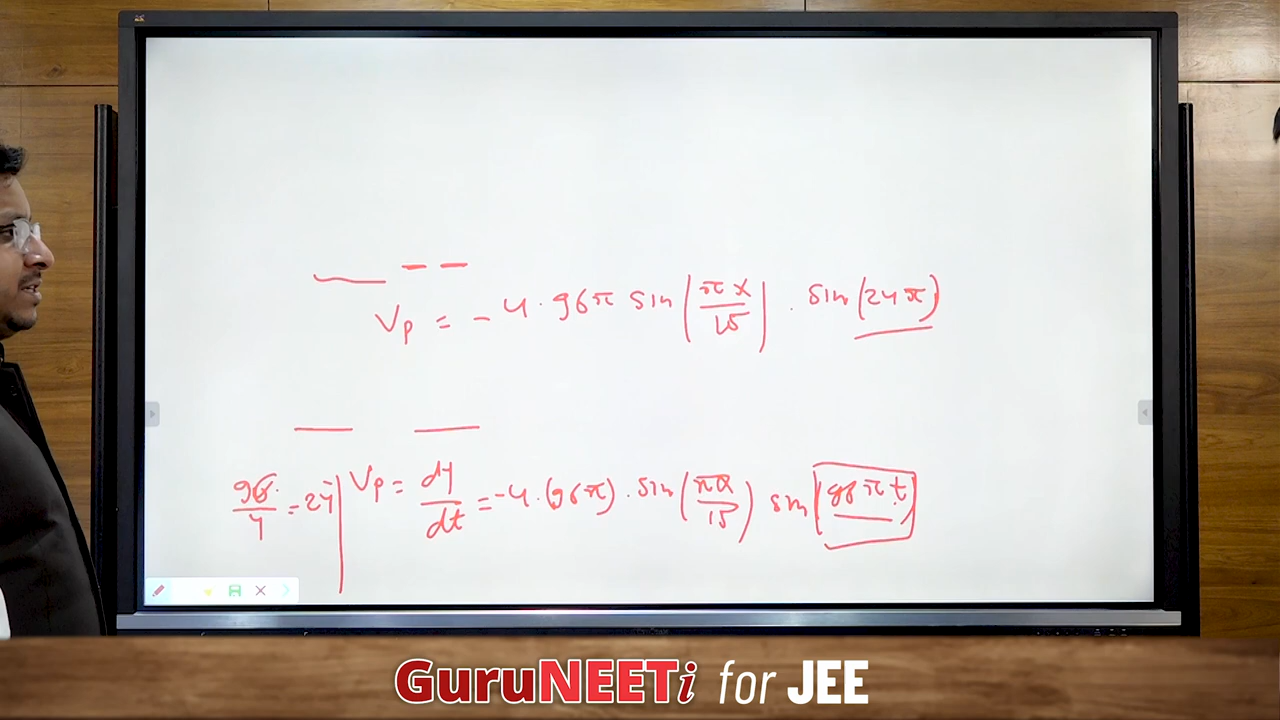 Vp = - 4 · 96π sin(πx/15) · sin(24π)
96/4 = 24 | Vp = dy/dt = -4·(96π) · sin(πx/15) sin(96πt)
GuruNEETi for JEE